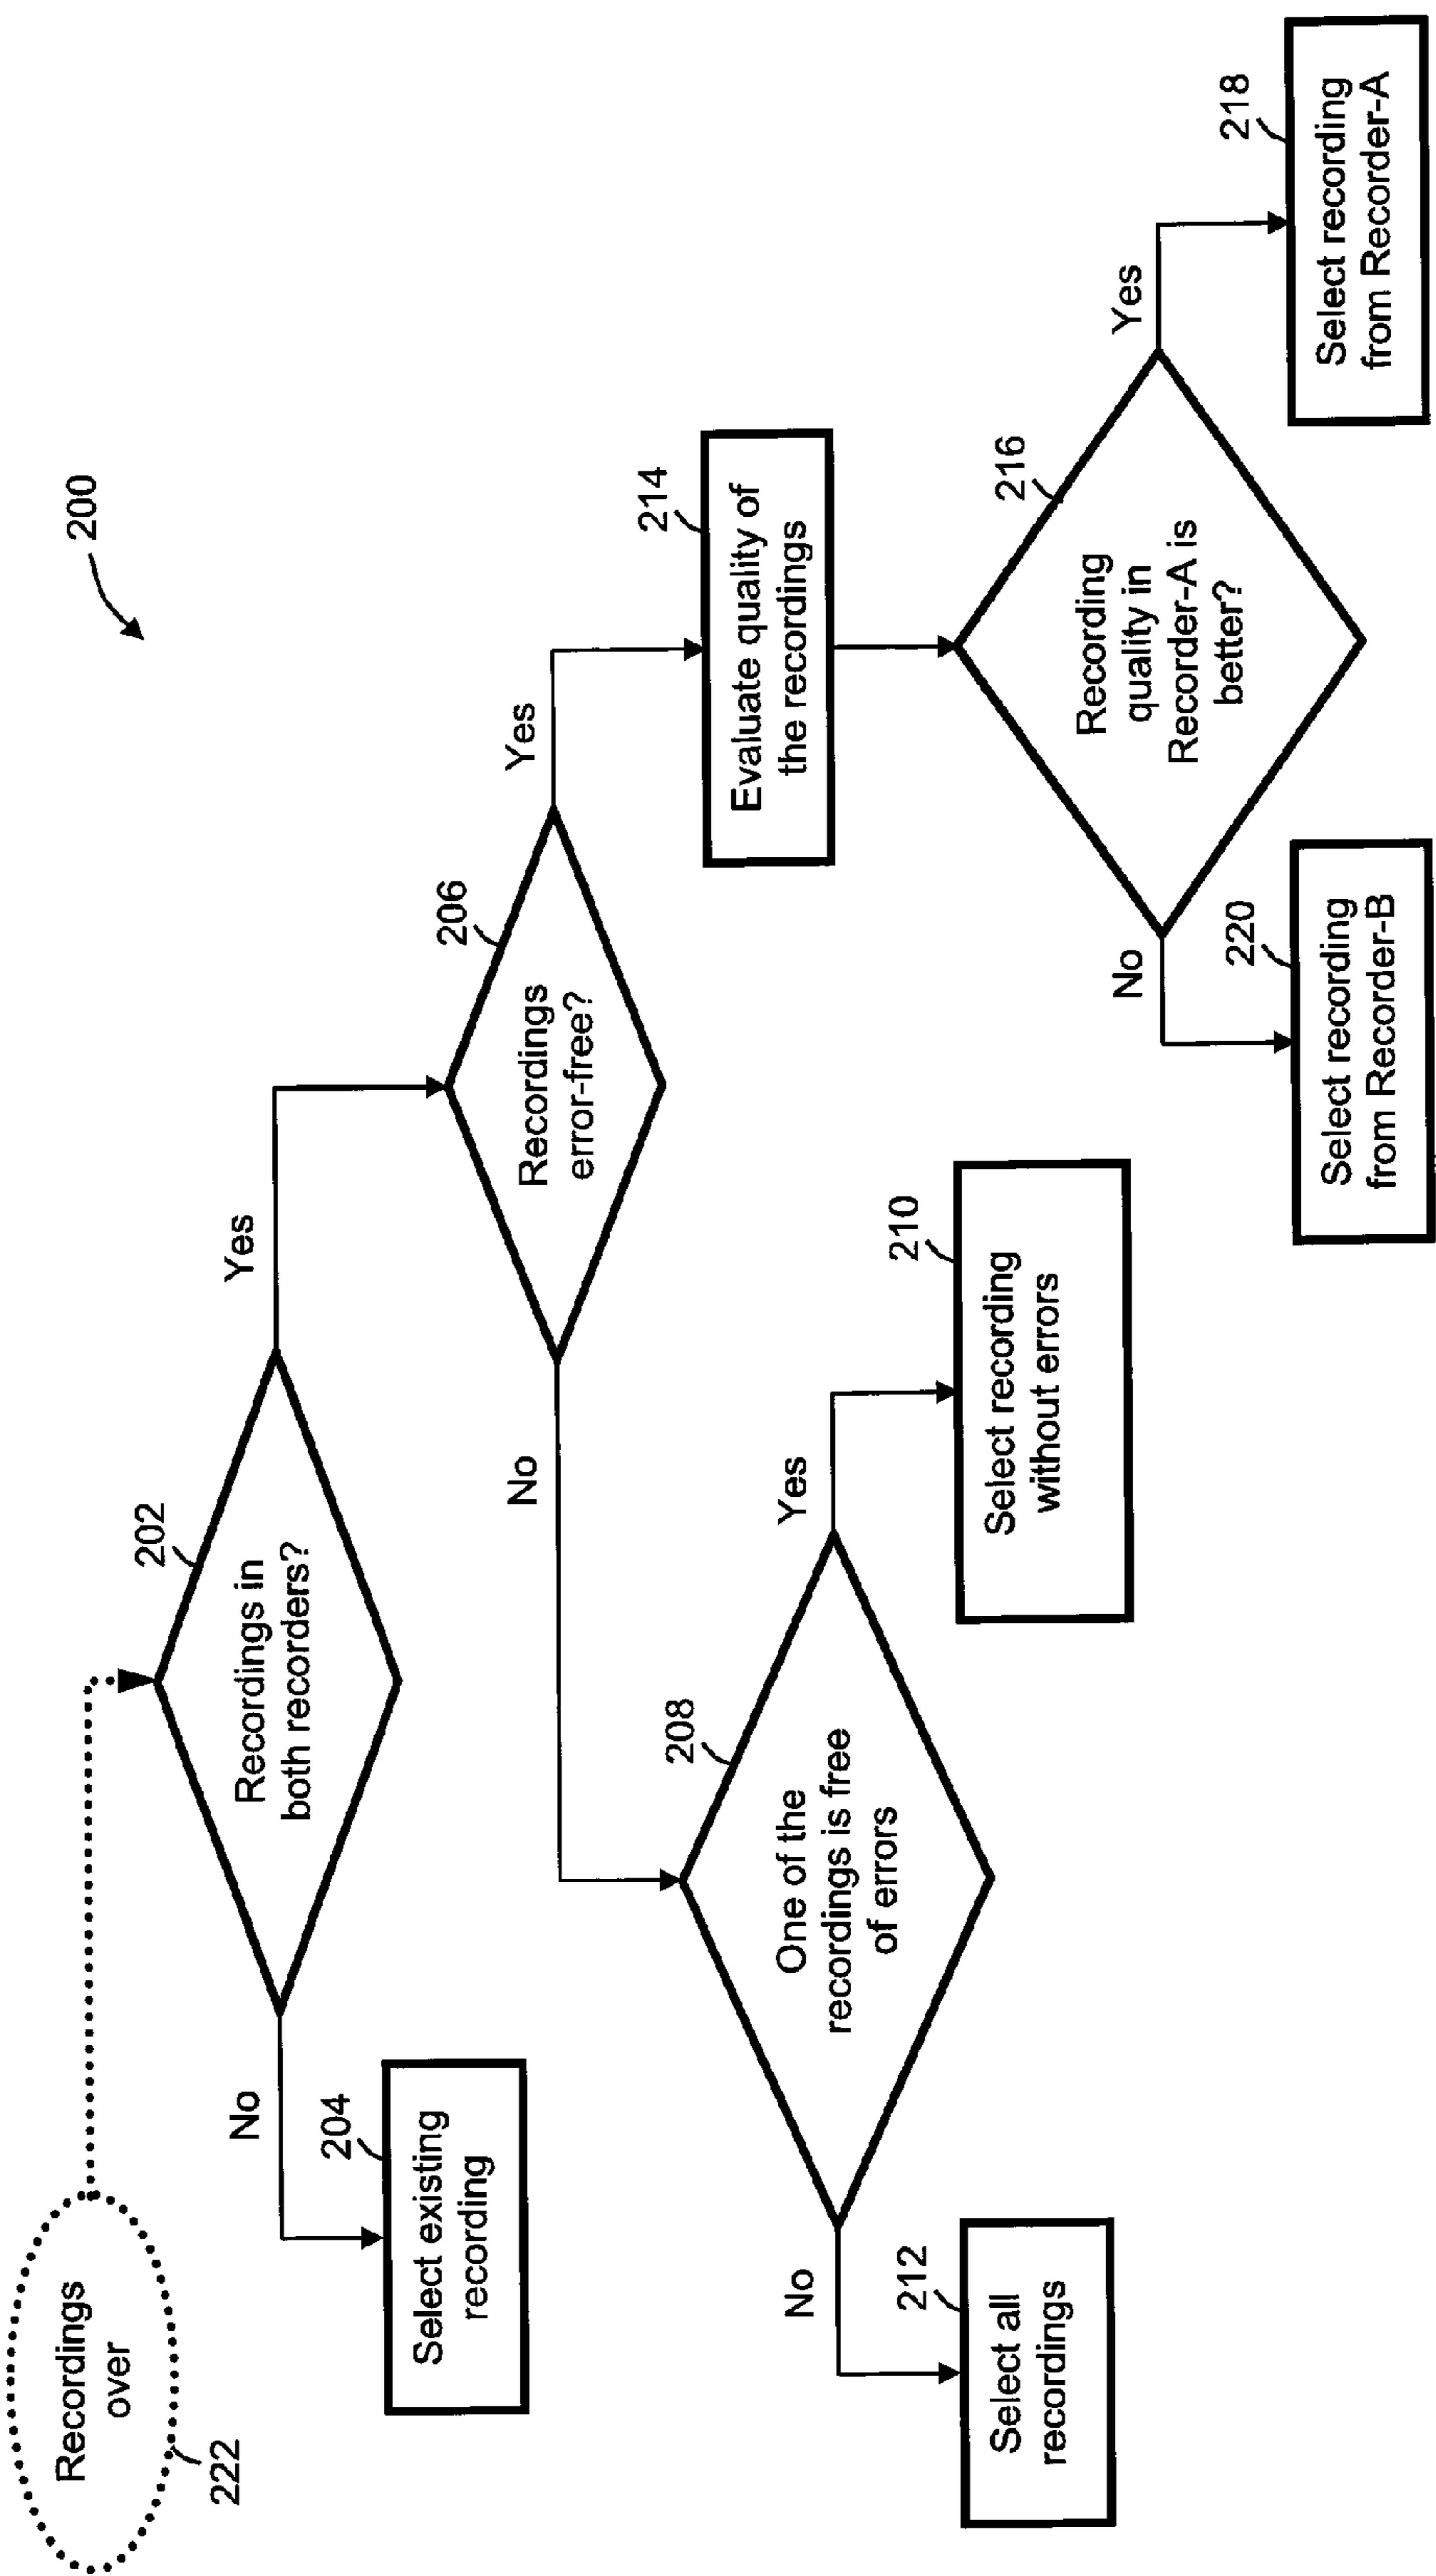 200
Recordings
over
222
202
Recordings in
both recorders?
No
Yes
204
Select existing
recording
206
Recordings
error-free?
No
Yes
208
One of the
recordings is free
of errors
No
Yes
212
Select all
recordings
210
Select recording
without errors
214
Evaluate quality of
the recordings
216
Recording
quality in
Recorder-A is
better?
No
Yes
220
Select recording
from Recorder-B
218
Select recording
from Recorder-A